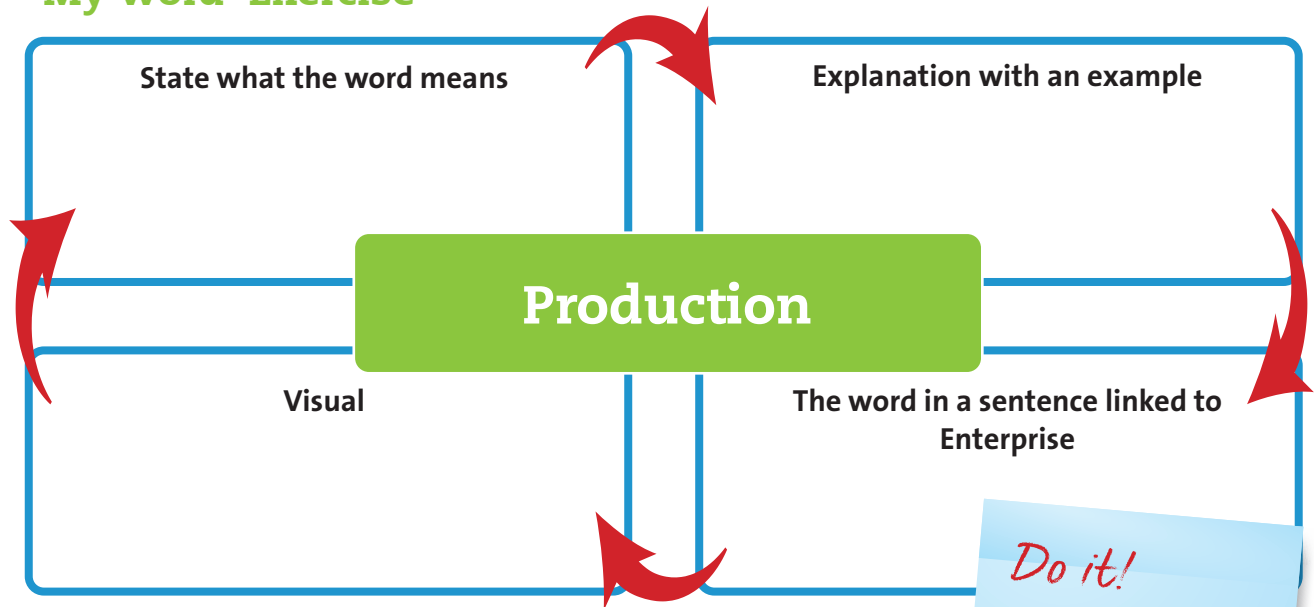 State what the word means
Explanation with an example
Production
Visual
The word in a sentence linked to
Enterprise
Do it!